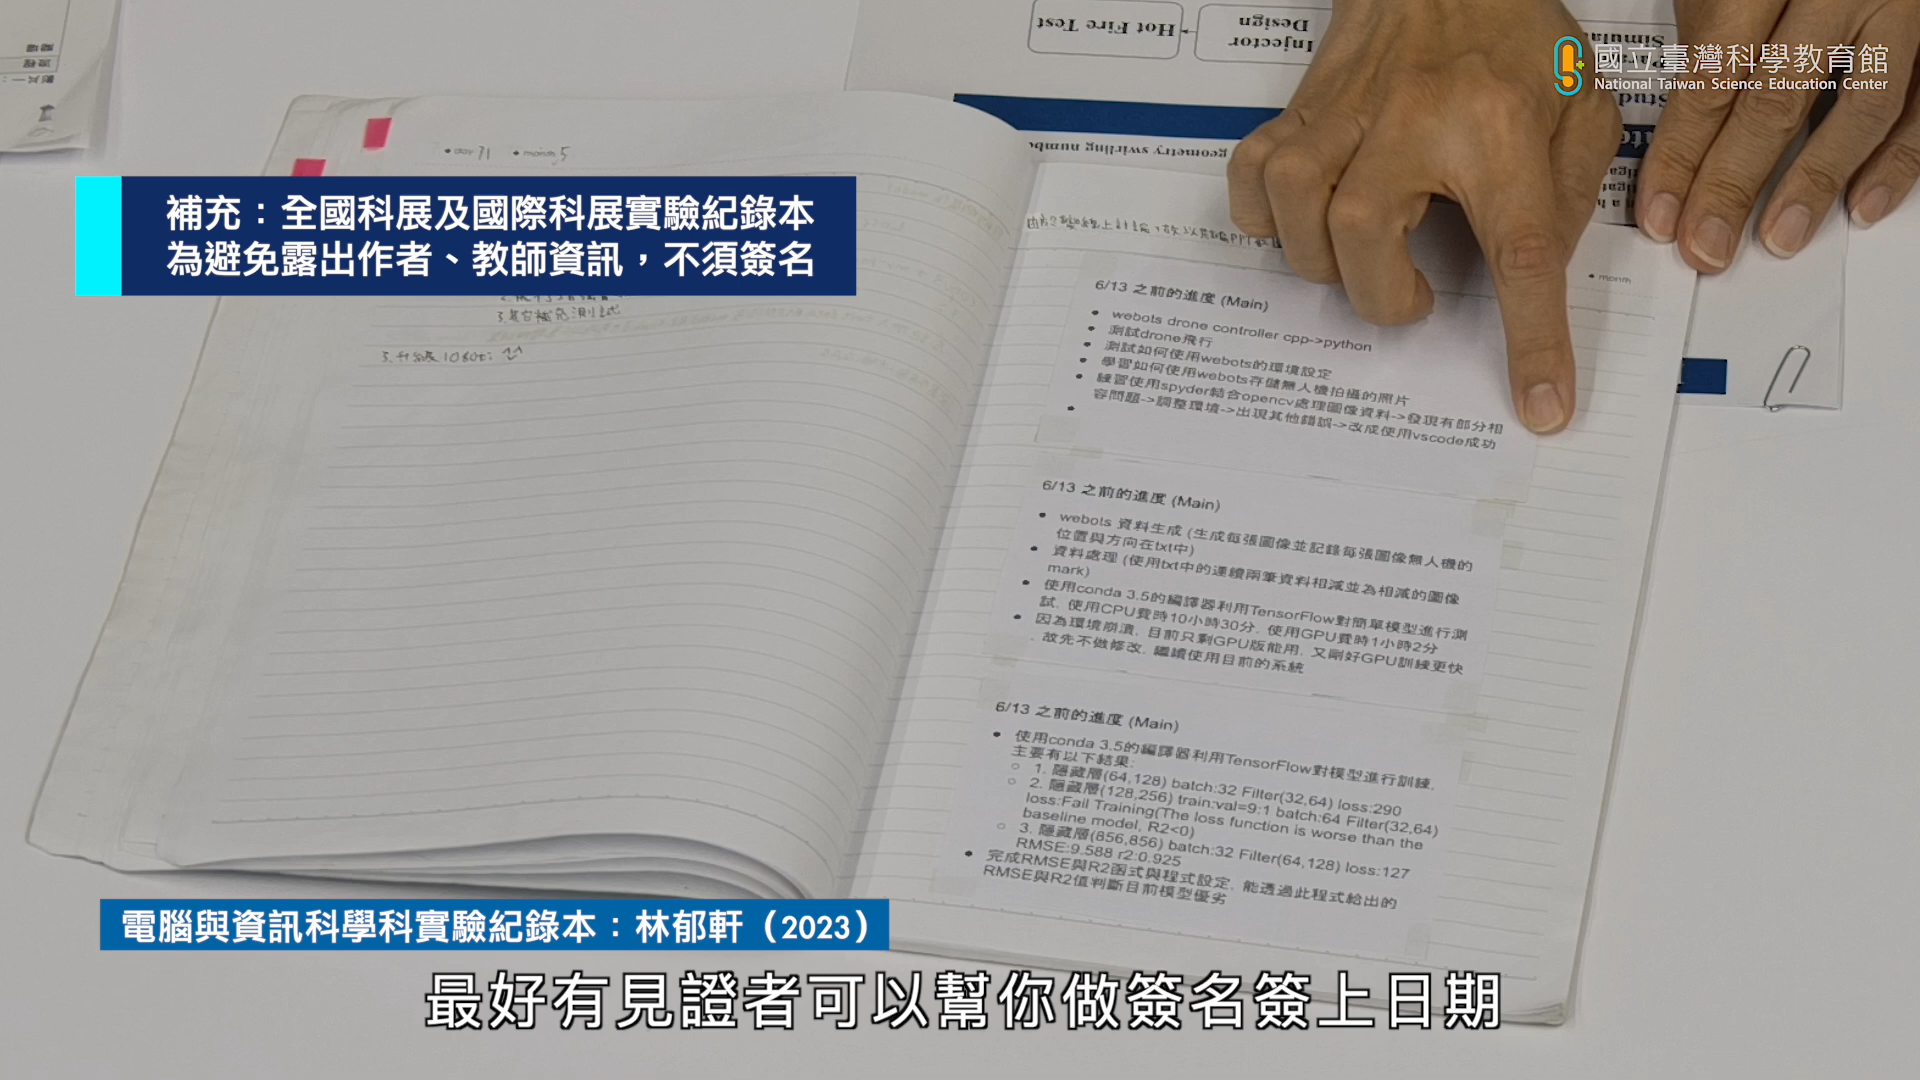 Hot Fire Test
Injector
Design
國立臺灣科學教育館
National Taiwan Science Education Center
geometry swirling numbe
補充：全國科展及國際科展實驗紀錄本
為避免露出作者、教師資訊，不須簽名
day 31 month 5
month
6/13 之前的進度 (Main)
webots drone controller cpp->python
測試drone飛行
測試如何使用webots的環境設定
學習如何使用webots存儲無人機拍攝的照片
練習使用spyder結合opencv處理圖像資料->發現有部分相
容問題->調整環境->出現其他錯誤->改成使用vscode成功
6/13 之前的進度 (Main)
webots 資料生成 (生成每張圖像並記錄每張圖像無人機的
位置與方向在txt中)
資料處理 (使用txt中的連續兩筆資料相減並為相減的圖像
mark)
使用conda 3.5的編譯器利用TensorFlow對簡單模型進行測
試, 使用CPU費時10小時30分, 使用GPU費時1小時2分
因為環境崩潰, 目前只剩GPU版能用, 又剛好GPU訓練更快
, 故先不做修改, 繼續使用目前的系統
6/13 之前的進度 (Main)
使用conda 3.5的編譯器利用TensorFlow對模型進行訓練,
主要有以下結果:
1. 隱藏層(64,128) batch:32 Filter(32,64) loss:290
2. 隱藏層(128,256) train:val=9:1 batch:64 Filter(32,64)
loss:Fail Training(The loss function is worse than the
baseline model, R2<0)
3. 隱藏層(856,856) batch:32 Filter(64,128) loss:127
RMSE:9.588 r2:0.925
完成RMSE與R2函式與程式設定, 能透過此程式給出的
RMSE與R2值判斷目前模型優劣
3.其它補充測試
電腦與資訊科學科實驗紀錄本：林郁軒（2023）
最好有見證者可以幫你做簽名簽上日期